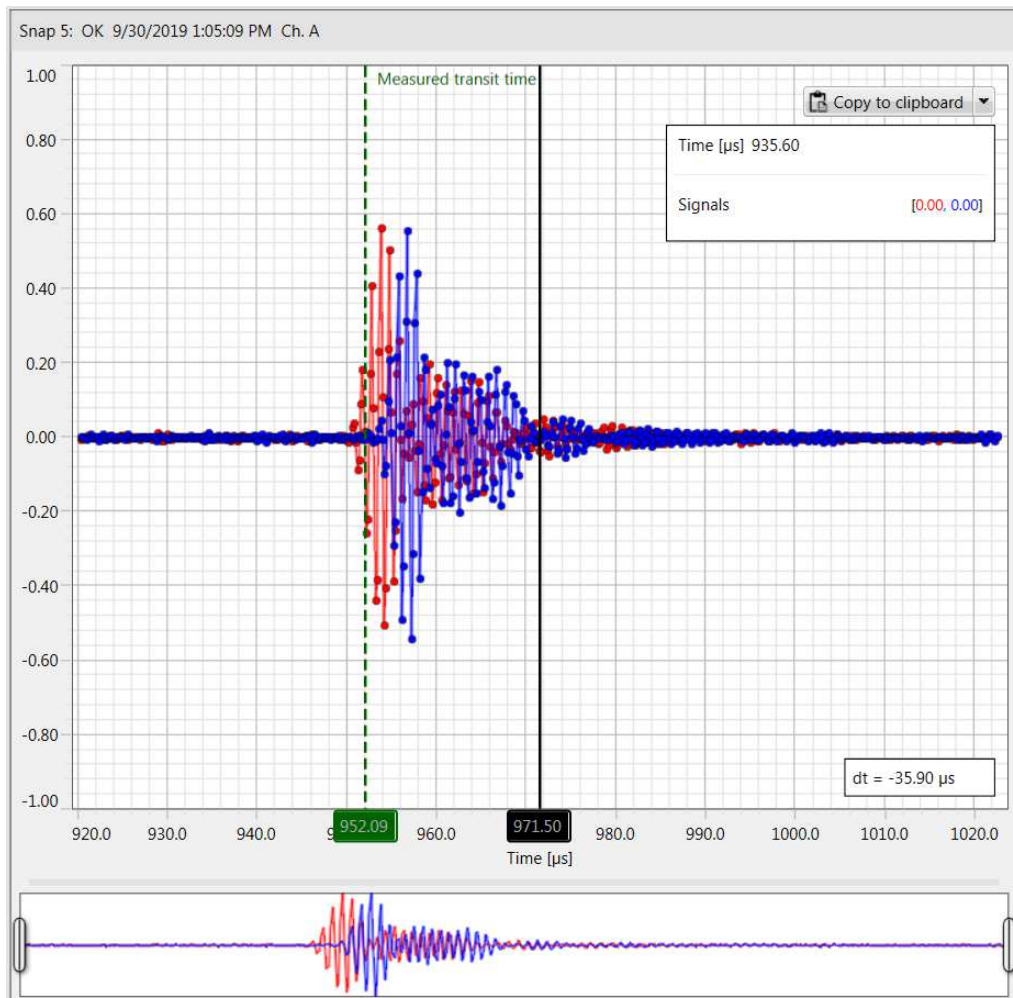 Snap 5: OK 9/30/2019 1:05:09 PM Ch. A
1.00
Measured transit time
Copy to clipboard
0.80
Time [µs] 935.60
0.60
Signals [0.00, 0.00]
0.40
0.20
0.00
-0.20
-0.40
-0.60
-0.80
dt = -35.90 µs
-1.00
920.0 930.0 940.0 952.09 960.0 971.50 980.0 990.0 1000.0 1010.0 1020.0
Time [µs]